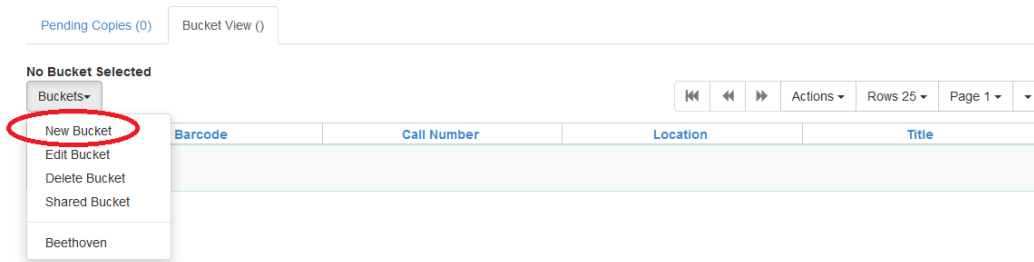 Pending Copies (0) Bucket View ()
No Bucket Selected
Buckets Actions Rows 25 Page 1
New Bucket Barcode Call Number Location Title
Edit Bucket
Delete Bucket
Shared Bucket
Beethoven